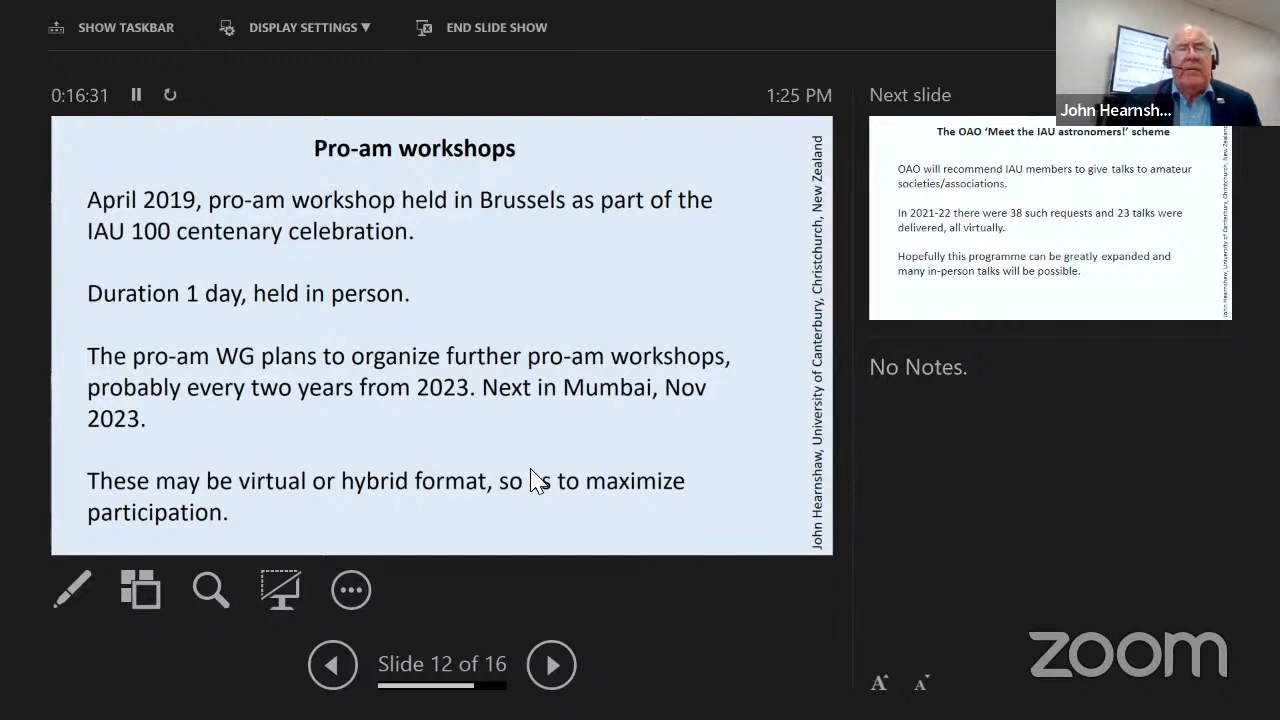 SHOW TASKBAR
DISPLAY SETTINGS ▼
END SLIDE SHOW
0:16:31
1:25 PM
Pro-am workshops
April 2019, pro-am workshop held in Brussels as part of the
IAU 100 centenary celebration.
Duration 1 day, held in person.
The pro-am WG plans to organize further pro-am workshops,
probably every two years from 2023. Next in Mumbai, Nov
2023.
These may be virtual or hybrid format, so as to maximize
participation.
John Hearnshaw, University of Canterbury, Christchurch, New Zealand
Slide 12 of 16
Next slide
John Hearnsh...
The OAO ‘Meet the IAU astronomers!’ scheme
OAO will recommend IAU members to give talks to amateur
societies/associations.
In 2021-22 there were 38 such requests and 23 talks were
delivered, all virtually.
Hopefully this programme can be greatly expanded and
many in-person talks will be possible.
John Hearnshaw, University of Canterbury, Christchurch, New Zealand
No Notes.
A A
zoom